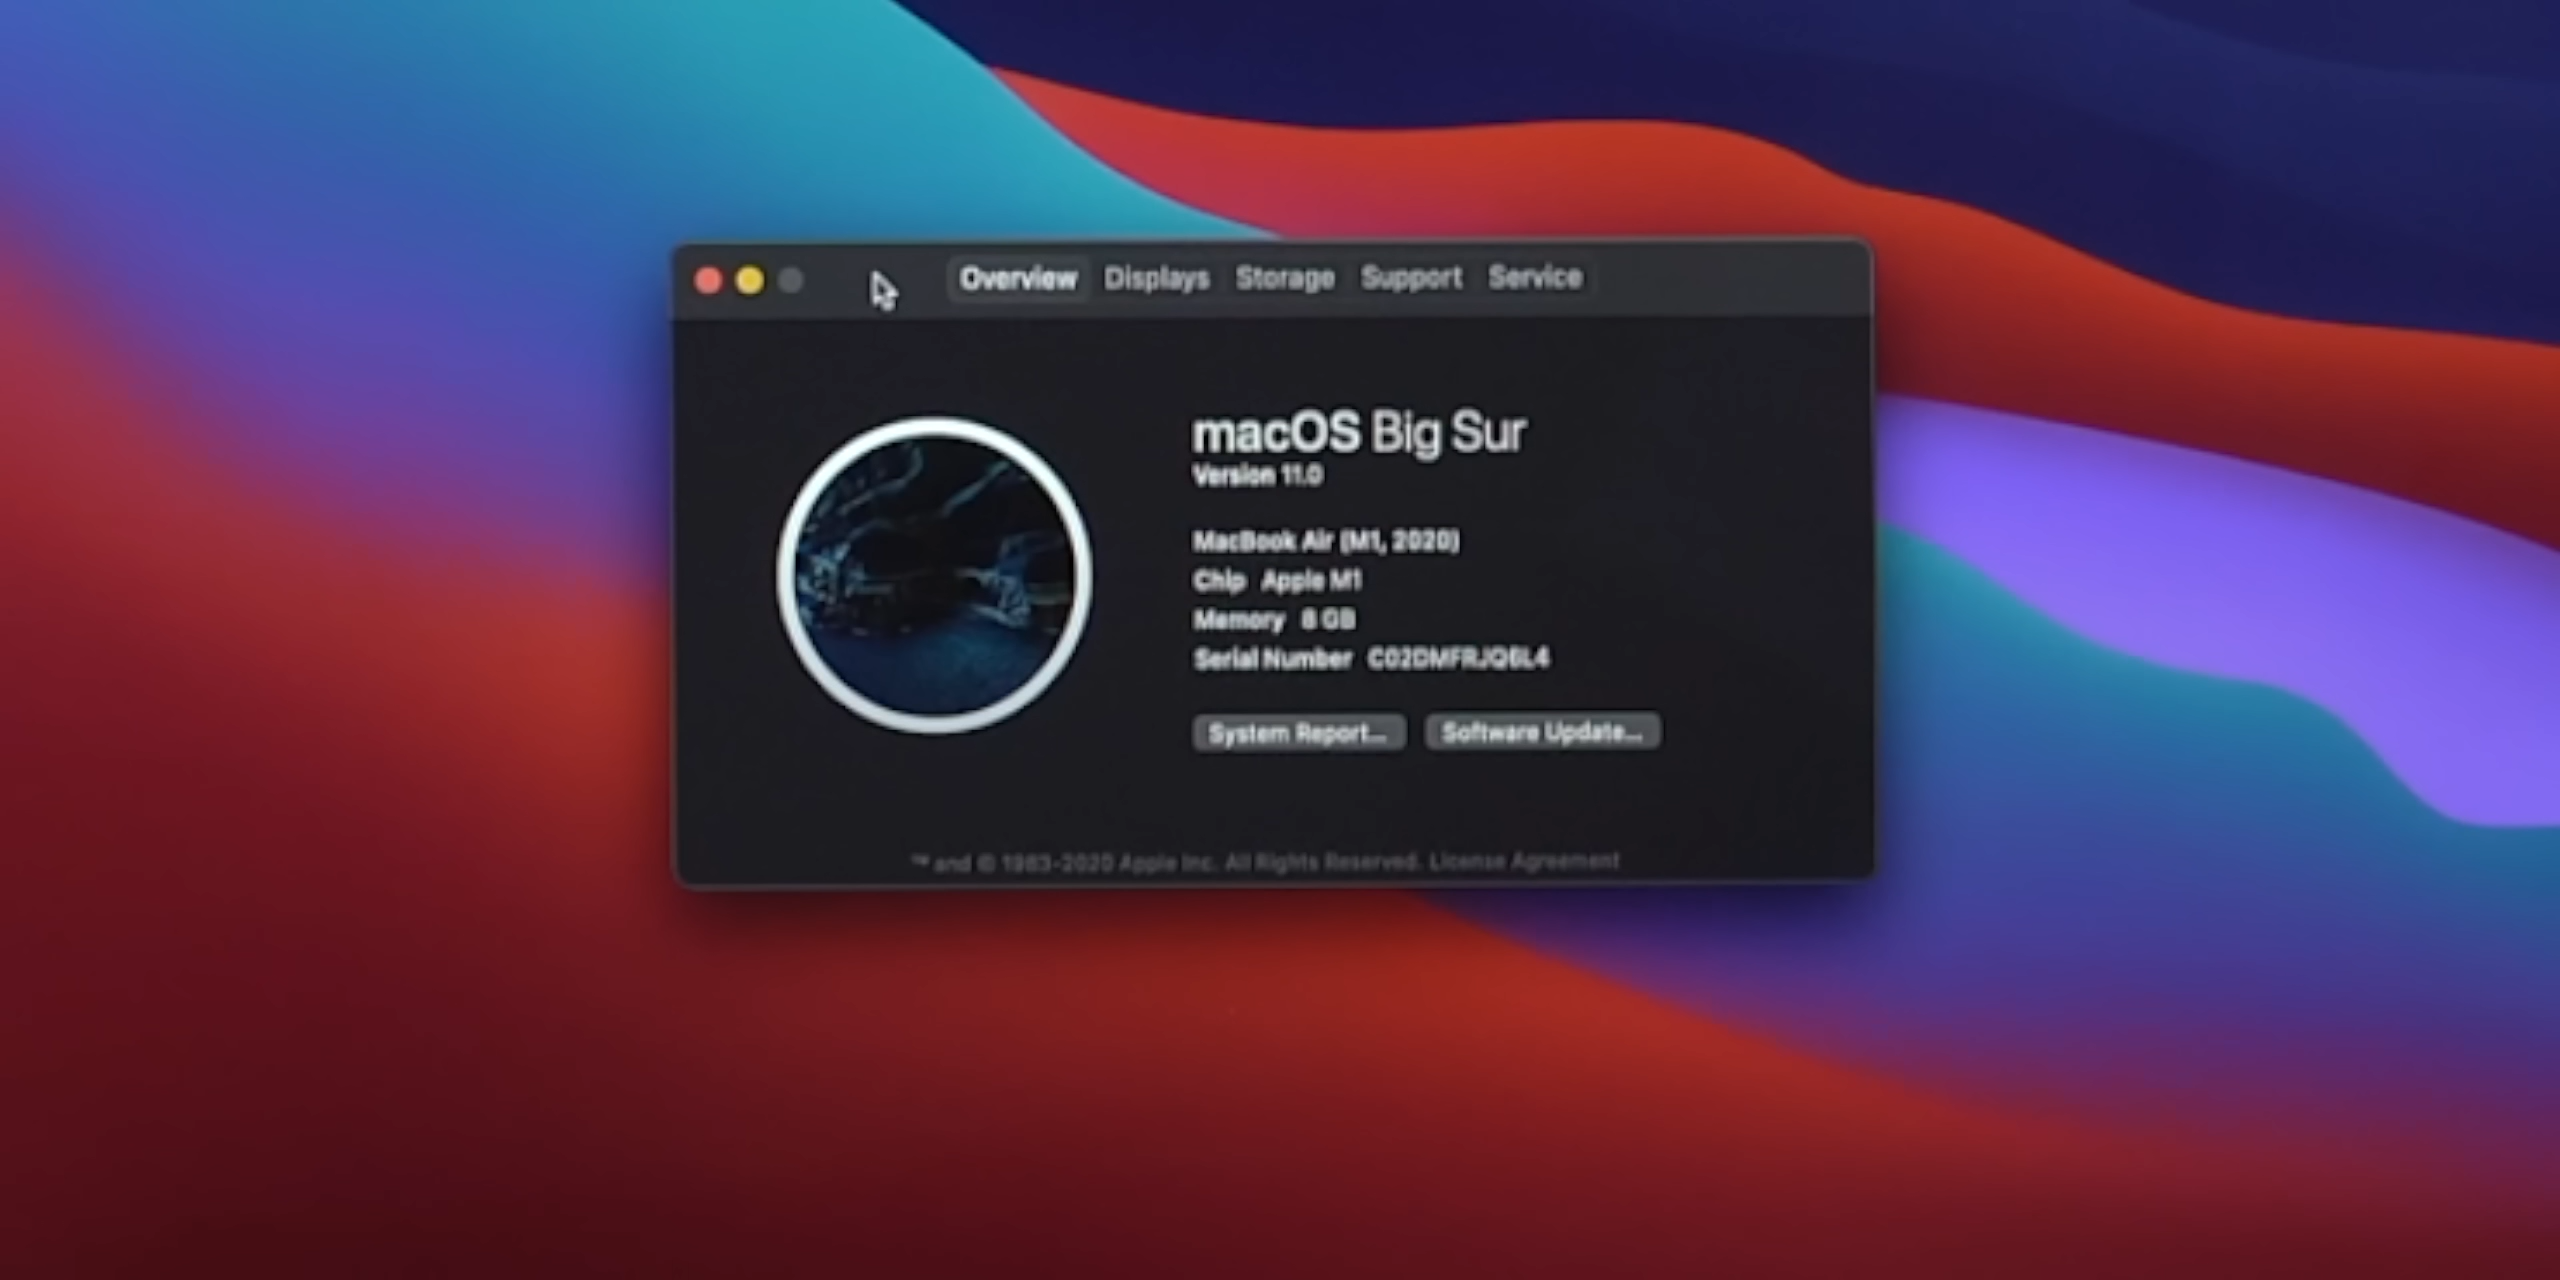 Overview Displays Storage Support Service
macOS Big Sur
Version 11.0
MacBook Air (M1, 2020)
Chip Apple M1
Memory 8 GB
Serial Number C02DMFRJQ6L4
System Report...
Software Update...
™ and © 1983-2020 Apple Inc. All Rights Reserved. License Agreement